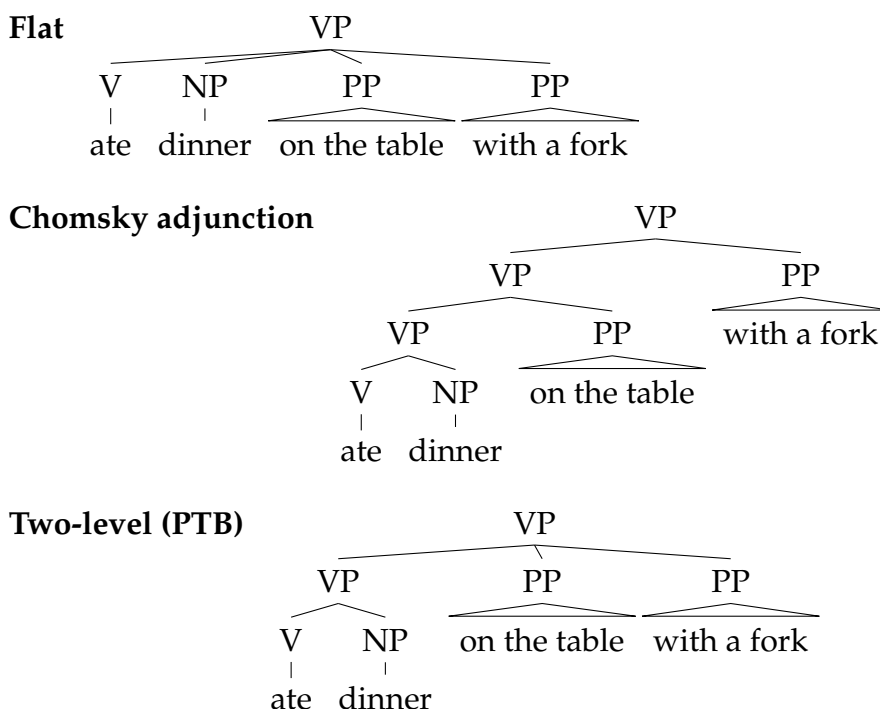 Flat VP
V NP PP PP
ate dinner on the table with a fork
Chomsky adjunction VP
VP PP
VP PP with a fork
V NP on the table
ate dinner
Two-level (PTB) VP
VP PP PP
V NP on the table with a fork
ate dinner